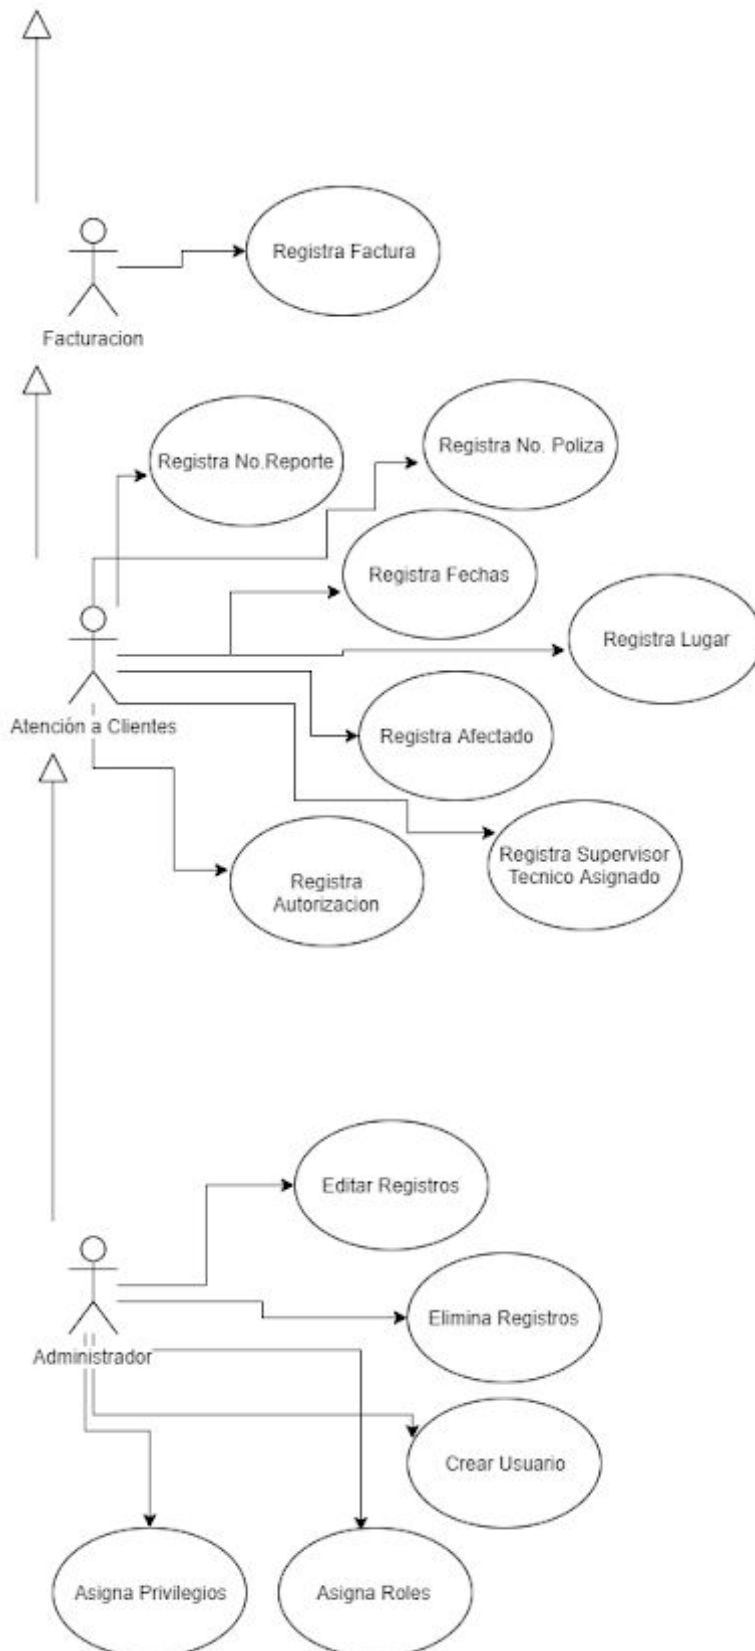 Registra Factura
Facturacion
Registra No.Reporte
Registra No. Poliza
Registra Fechas
Registra Lugar
Atención a Clientes
Registra Afectado
Registra Supervisor
Tecnico Asignado
Registra
Autorizacion
Editar Registros
Elimina Registros
Administrador
Crear Usuario
Asigna Privilegios
Asigna Roles